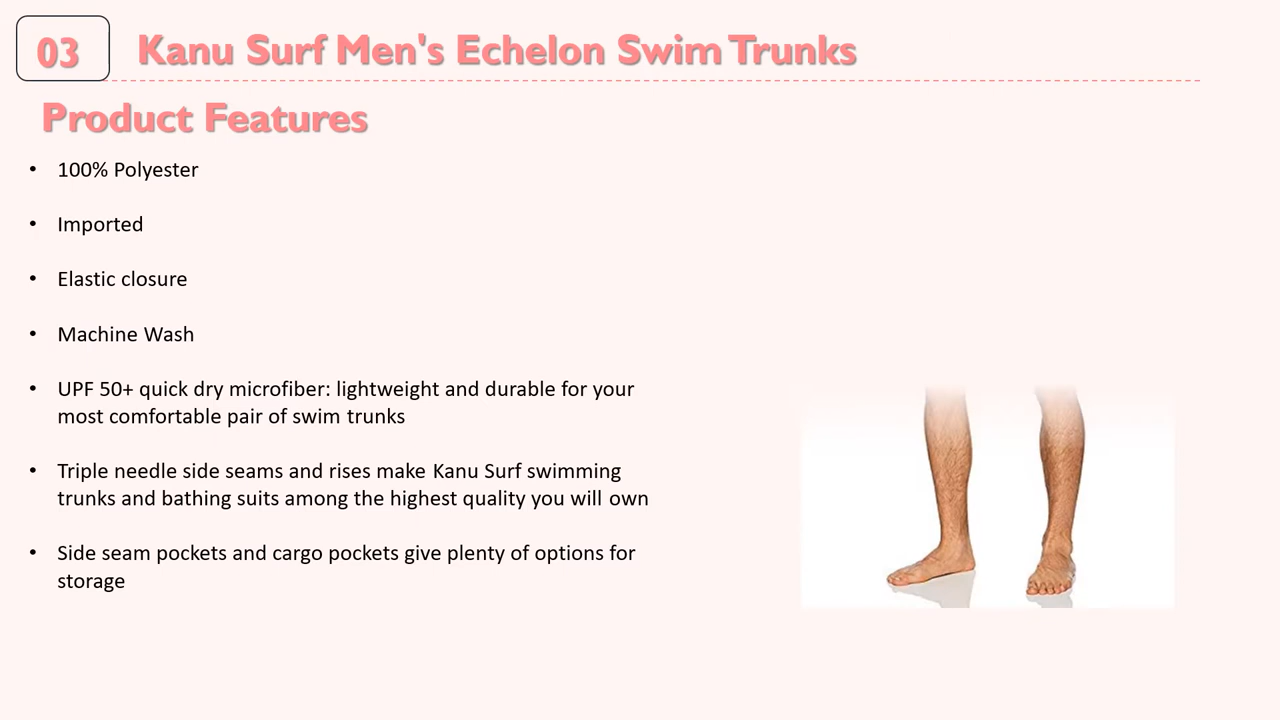 03
Kanu Surf Men's Echelon Swim Trunks
Product Features
• 100% Polyester
• Imported
• Elastic closure
• Machine Wash
• UPF 50+ quick dry microfiber: lightweight and durable for your
most comfortable pair of swim trunks
• Triple needle side seams and rises make Kanu Surf swimming
trunks and bathing suits among the highest quality you will own
• Side seam pockets and cargo pockets give plenty of options for
storage